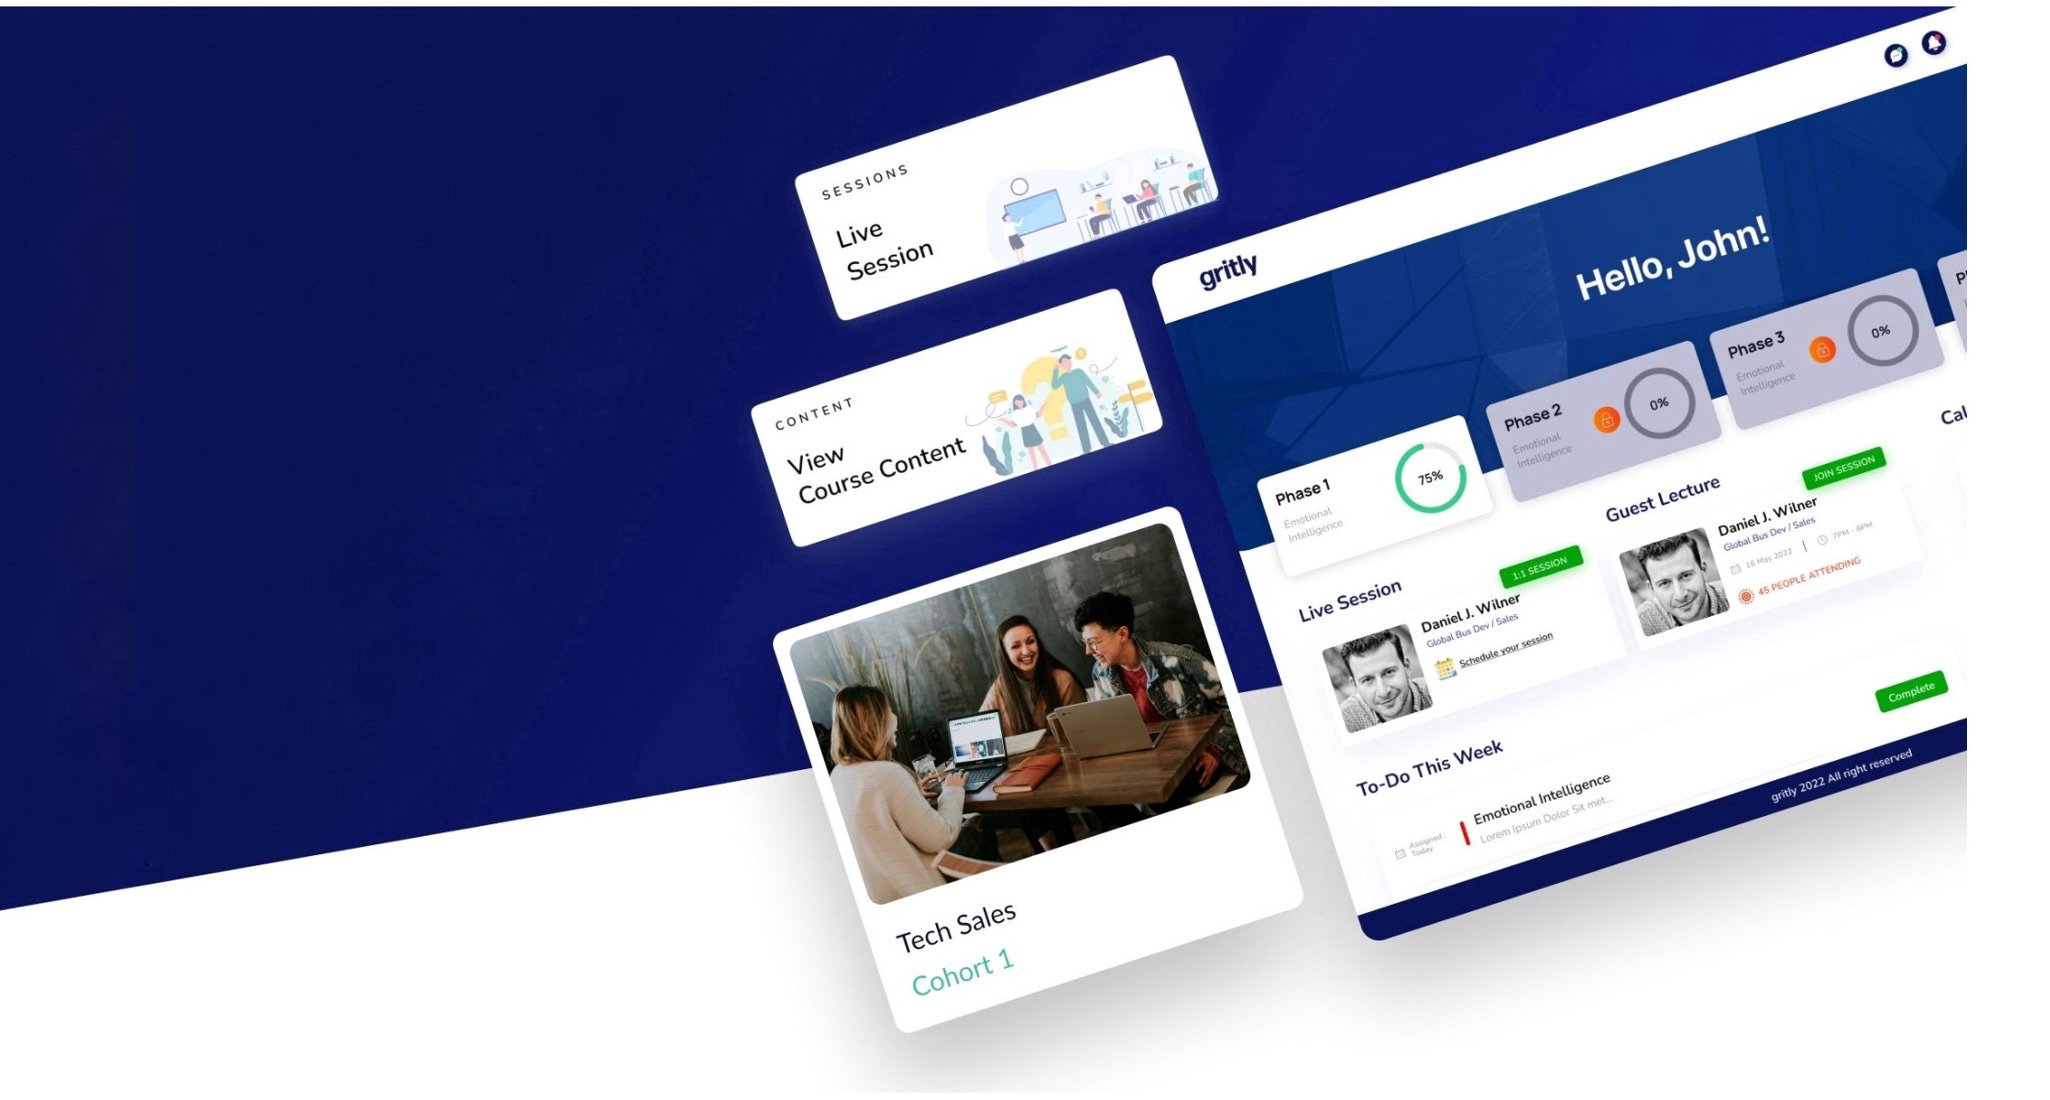 SESSIONS
Live
Session
CONTENT
View
Course Content
Tech Sales
Cohort 1
gritly
Hello, John!
Phase 1
Emotional
Intelligence
75%
Phase 2
Emotional
Intelligence
0%
Phase 3
Emotional
Intelligence
0%
Live Session
1:1 SESSION
Daniel J. Wilner
Global Bus Dev / Sales
Schedule your session
Guest Lecture
JOIN SESSION
Daniel J. Wilner
Global Bus Dev / Sales
16 May 2022 | 7PM - 8PM
45 PEOPLE ATTENDING
Cal
To-Do This Week
Complete
Assigned :
Today
Emotional Intelligence
Lorem Ipsum Dolor Sit met...
gritly 2022 All right reserved